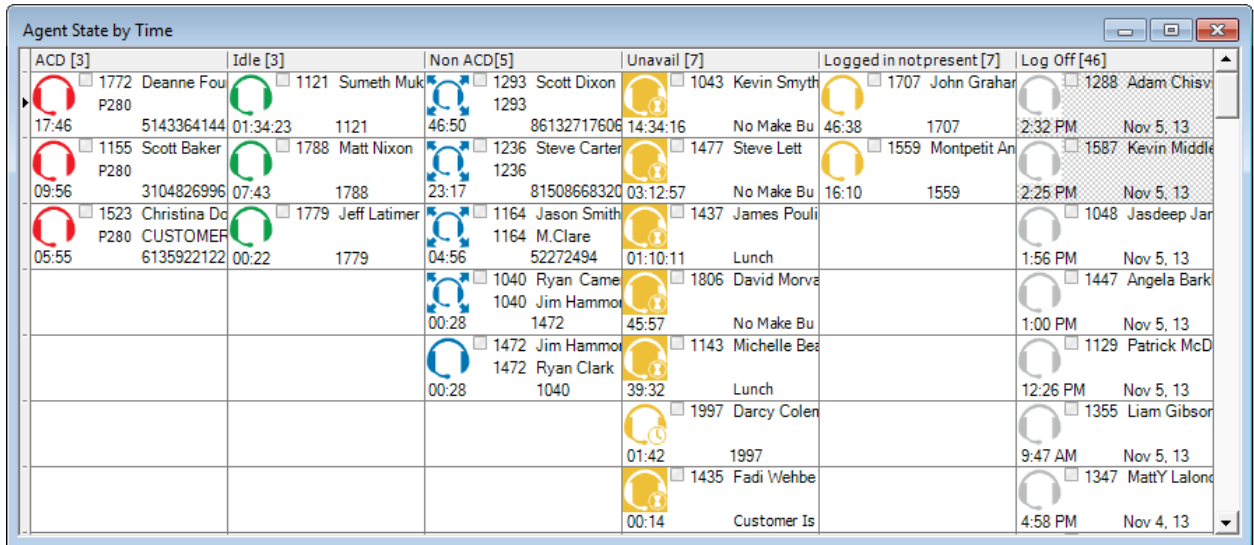 Agent State by Time
ACD [3] Idle [3] Non ACD[5] Unavail [7] Logged in not present [7] Log Off [46]
1772 Deanne Fou 1121 Sumeth Muk 1293 Scott Dixon 1043 Kevin Smyth 1707 John Grahar 1288 Adam Chisv
P280 1293
17:46 5143364144 01:34:23 1121 46:50 86132717606 14:34:16 No Make Bu 46:38 1707 2:32 PM Nov 5, 13
1155 Scott Baker 1788 Matt Nixon 1236 Steve Carter 1477 Steve Lett 1559 Montpetit An 1587 Kevin Middle
P280 1236
09:56 3104826996 07:43 1788 23:17 81508668320 03:12:57 No Make Bu 16:10 1559 2:25 PM Nov 5, 13
1523 Christina Do 1779 Jeff Latimer 1164 Jason Smith 1437 James Pouli 1048 Jasdeep Jar
P280 CUSTOMER 1164 M.Clare
05:55 6135922122 00:22 1779 04:56 52272494 01:10:11 Lunch 1:56 PM Nov 5, 13
1040 Ryan Came 1806 David Morva 1447 Angela Bark
1040 Jim Hammor
00:28 1472 45:57 No Make Bu 1:00 PM Nov 5, 13
1472 Jim Hammor 1143 Michelle Bea 1129 Patrick McD
1472 Ryan Clark
00:28 1040 39:32 Lunch 12:26 PM Nov 5, 13
1997 Darcy Colen 1355 Liam Gibsor
01:42 1997 9:47 AM Nov 5, 13
1435 Fadi Wehbe 1347 MattY Lalond
00:14 Customer Is 4:58 PM Nov 4, 13